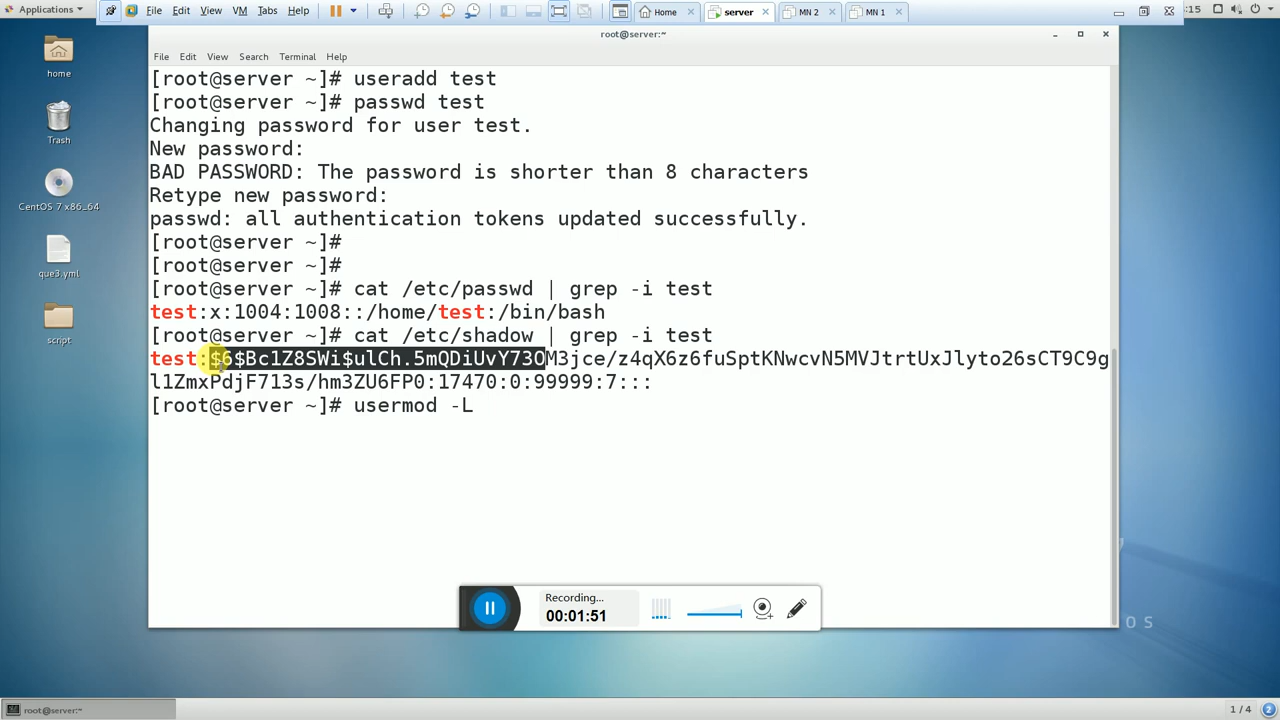 Applications
File Edit View VM Tabs Help
Home
server
MN 2
MN 1
:15
root@server:~
File Edit View Search Terminal Help
[root@server ~]# useradd test
[root@server ~]# passwd test
Changing password for user test.
New password:
BAD PASSWORD: The password is shorter than 8 characters
Retype new password:
passwd: all authentication tokens updated successfully.
[root@server ~]#
[root@server ~]#
[root@server ~]# cat /etc/passwd | grep -i test
test:x:1004:1008::/home/test:/bin/bash
[root@server ~]# cat /etc/shadow | grep -i test
test:$6$Bc1Z8SWi$ulCh.5mQDiUvY73OM3jce/z4qX6z6fuSptKNwcvN5MVJtrtUxJlyto26sCT9C9g
l1ZmxPdjF713s/hm3ZU6FP0:17470:0:99999:7:::
[root@server ~]# usermod -L
home
Trash
CentOS 7 x86_64
que3.yml
script
Recording...
00:01:51
O S
root@server:~
1 / 4
2